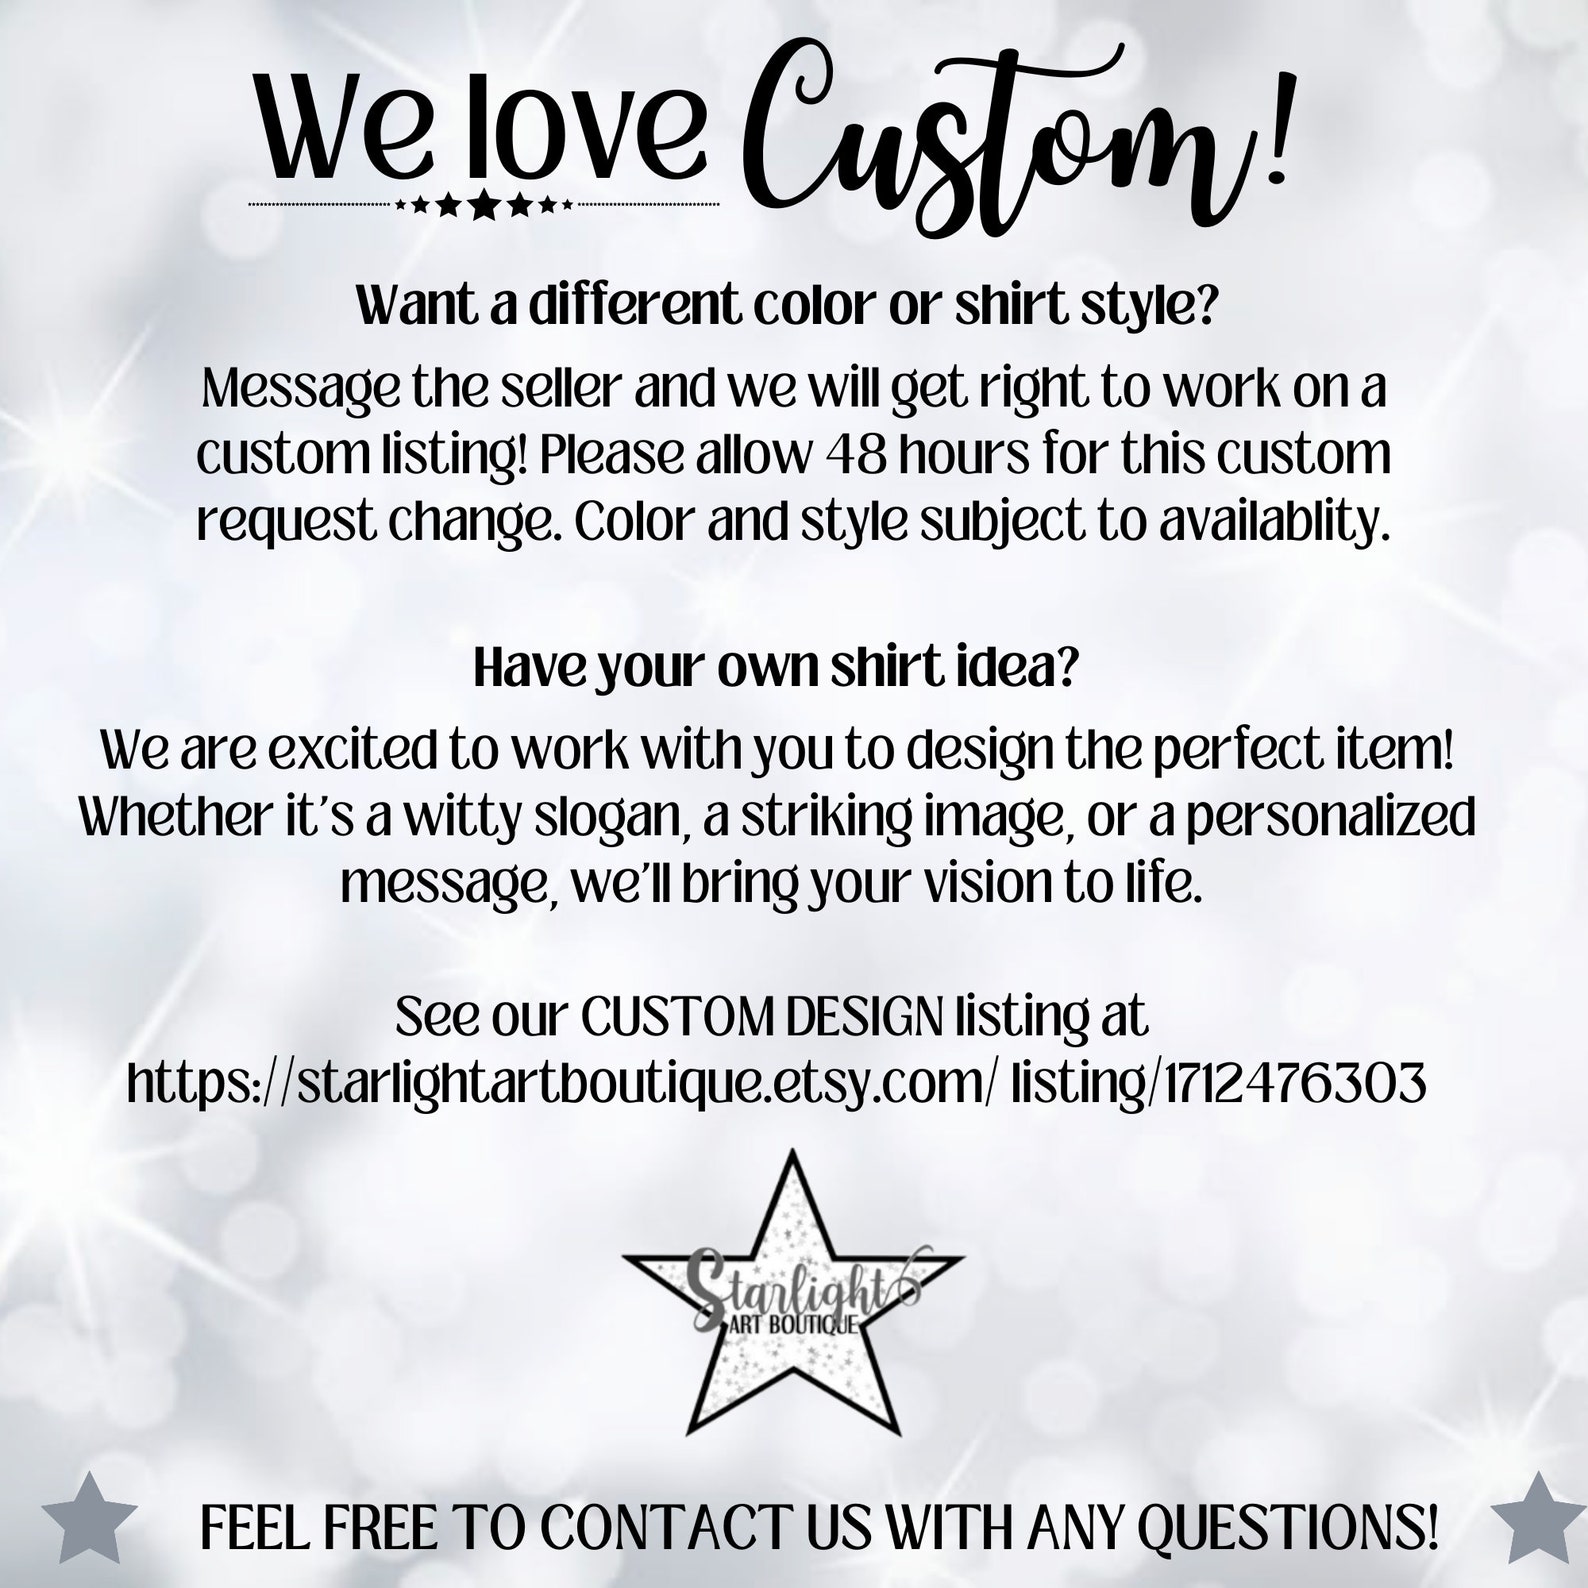 We love Custom!
Want a different color or shirt style?
Message the seller and we will get right to work on a
custom listing! Please allow 48 hours for this custom
request change. Color and style subject to availablity.
Have your own shirt idea?
We are excited to work with you to design the perfect item!
Whether it's a witty slogan, a striking image, or a personalized
message, we'll bring your vision to life.
See our CUSTOM DESIGN listing at
https://starlightartboutique.etsy.com/ listing/1712476303
Starlight
ART BOUTIQUE
FEEL FREE TO CONTACT US WITH ANY QUESTIONS!